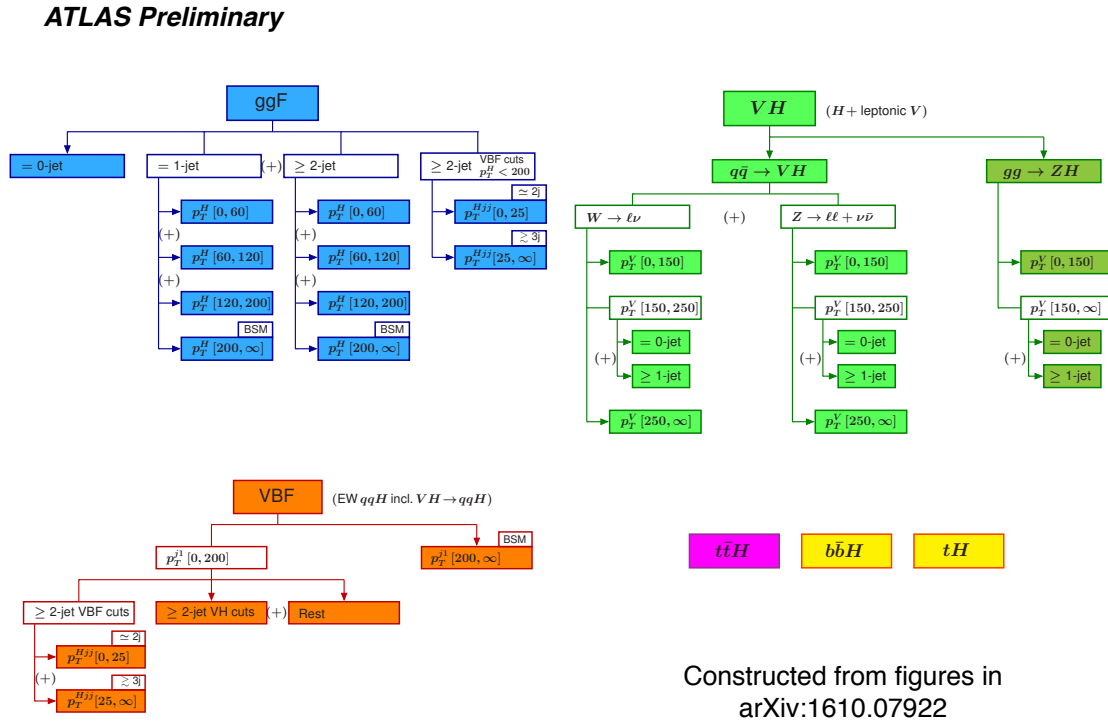 ATLAS Preliminary
ggF
= 0-jet
= 1-jet
(+)
≥ 2-jet
≥ 2-jet VBF cuts
p_T^H < 200
p_T^H [0, 60]
(+)
p_T^H [60, 120]
(+)
p_T^H [120, 200]
BSM
p_T^H [200, ∞]
p_T^H [0, 60]
(+)
p_T^H [60, 120]
(+)
p_T^H [120, 200]
BSM
p_T^H [200, ∞]
≃ 2j
p_T^{Hjj} [0, 25]
≳ 3j
p_T^{Hjj} [25, ∞]
VH
(H+ leptonic V)
qq̄ → VH
gg → ZH
W → ℓν
(+)
Z → ℓℓ + νν̄
p_T^V [0, 150]
p_T^V [150, 250]
= 0-jet
(+)
≥ 1-jet
p_T^V [250, ∞]
p_T^V [0, 150]
p_T^V [150, 250]
= 0-jet
(+)
≥ 1-jet
p_T^V [250, ∞]
p_T^V [0, 150]
p_T^V [150, ∞]
= 0-jet
(+)
≥ 1-jet
VBF
(EW qqH incl. VH → qqH)
p_T^{j1} [0, 200]
BSM
p_T^{j1} [200, ∞]
≥ 2-jet VBF cuts
≥ 2-jet VH cuts
(+)
Rest
≃ 2j
p_T^{Hjj} [0, 25]
(+)
≳ 3j
p_T^{Hjj} [25, ∞]
tt̄H
bb̄H
tH
Constructed from figures in
arXiv:1610.07922